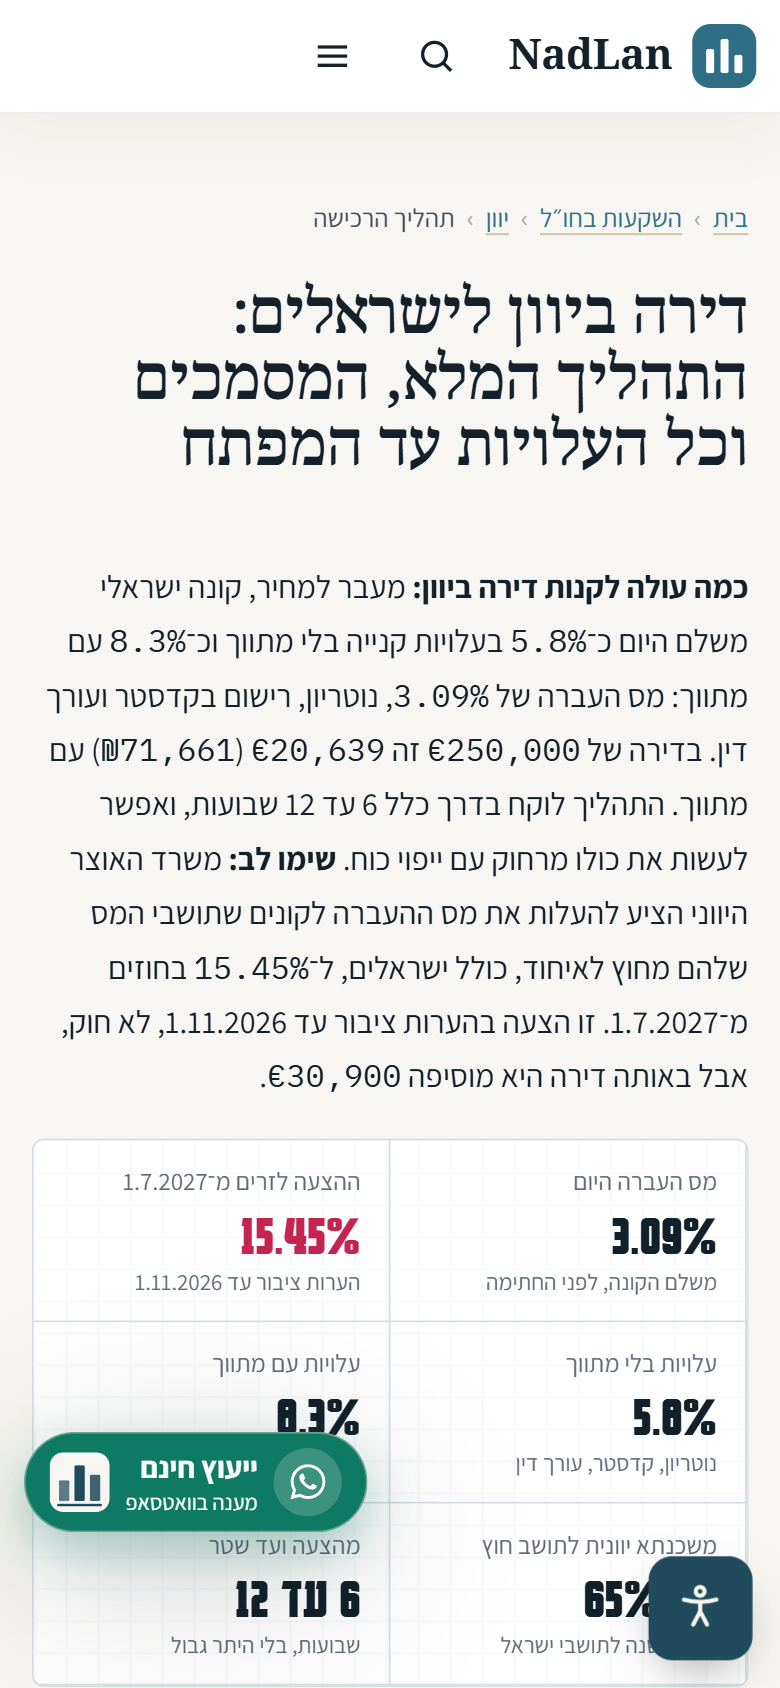 NadLan
בית › השקעות בחו״ל › יוון › תהליך הרכישה
דירה ביוון לישראלים:
התהליך המלא, המסמכים
וכל העלויות עד המפתח
כמה עולה לקנות דירה ביוון: מעבר למחיר, קונה ישראלי
משלם היום כ־5.8% בעלויות קנייה בלי מתווך וכ־8.3% עם
מתווך: מס העברה של 3.09%, נוטריון, רישום בקדסטר ועורך
דין. בדירה של €250,000 זה €20,639 (₪71,661) עם
מתווך. התהליך לוקח בדרך כלל 6 עד 12 שבועות, ואפשר
לעשות את כולו מרחוק עם ייפוי כוח. שימו לב: משרד האוצר
היווני הציע להעלות את מס ההעברה לקונים שתושבי המס
שלהם מחוץ לאיחוד, כולל ישראלים, ל־15.45% בחוזים
מ־1.7.2027. זו הצעה בהערות ציבור עד 1.11.2026, לא חוק,
אבל באותה דירה היא מוסיפה €30,900.
מס העברה היום
3.09%
משלם הקונה, לפני החתימה
ההצעה לזרים מ־1.7.2027
15.45%
הערות ציבור עד 1.11.2026
עלויות בלי מתווך
5.8%
נוטריון, קדסטר, עורך דין
עלויות עם מתווך
8.3%
ייעוץ חינם
מענה בוואטסאפ
משכנתא יוונית לתושב חוץ
65%
לתושבי ישראל
מהצעה ועד שטר
6 עד 12
שבועות, בלי היתר גבול